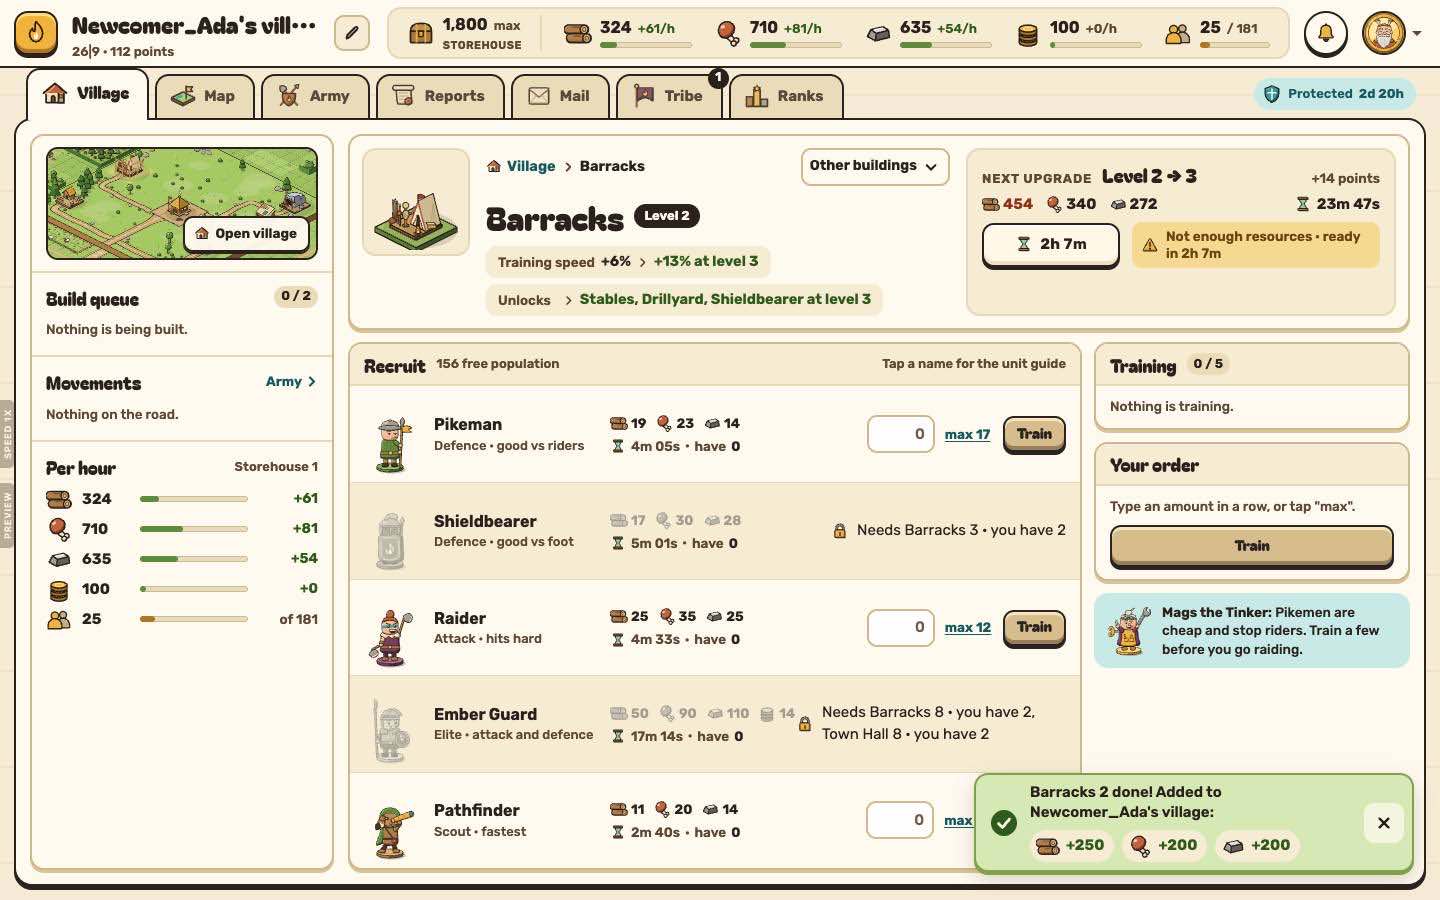 Newcomer_Ada's vill•••
26|9 • 112 points
1,800 max
STOREHOUSE
324 +61/h
710 +81/h
635 +54/h
100 +0/h
25 / 181
Village
Map
Army
Reports
Mail
Tribe
1
Ranks
Protected 2d 20h
SPEED 1X
PREVIEW
Open village
Build queue 0 / 2
Nothing is being built.
Movements Army >
Nothing on the road.
Per hour Storehouse 1
324 +61
710 +81
635 +54
100 +0
25 of 181
Village > Barracks
Other buildings
Barracks Level 2
Training speed +6% > +13% at level 3
Unlocks > Stables, Drillyard, Shieldbearer at level 3
NEXT UPGRADE Level 2 → 3 +14 points
454 340 272 23m 47s
2h 7m
Not enough resources • ready
in 2h 7m
Recruit 156 free population Tap a name for the unit guide
Pikeman
Defence • good vs riders
19 23 14
4m 05s • have 0
0 max 17 Train
Shieldbearer
Defence • good vs foot
17 30 28
5m 01s • have 0
Needs Barracks 3 • you have 2
Raider
Attack • hits hard
25 35 25
4m 33s • have 0
0 max 12 Train
Ember Guard
Elite • attack and defence
50 90 110 14
17m 14s • have 0
Needs Barracks 8 • you have 2,
Town Hall 8 • you have 2
Pathfinder
Scout • fastest
11 20 14
2m 40s • have 0
0 max
Training 0 / 5
Nothing is training.
Your order
Type an amount in a row, or tap "max".
Train
Mags the Tinker: Pikemen are
cheap and stop riders. Train a few
before you go raiding.
Barracks 2 done! Added to
Newcomer_Ada's village:
+250 +200 +200